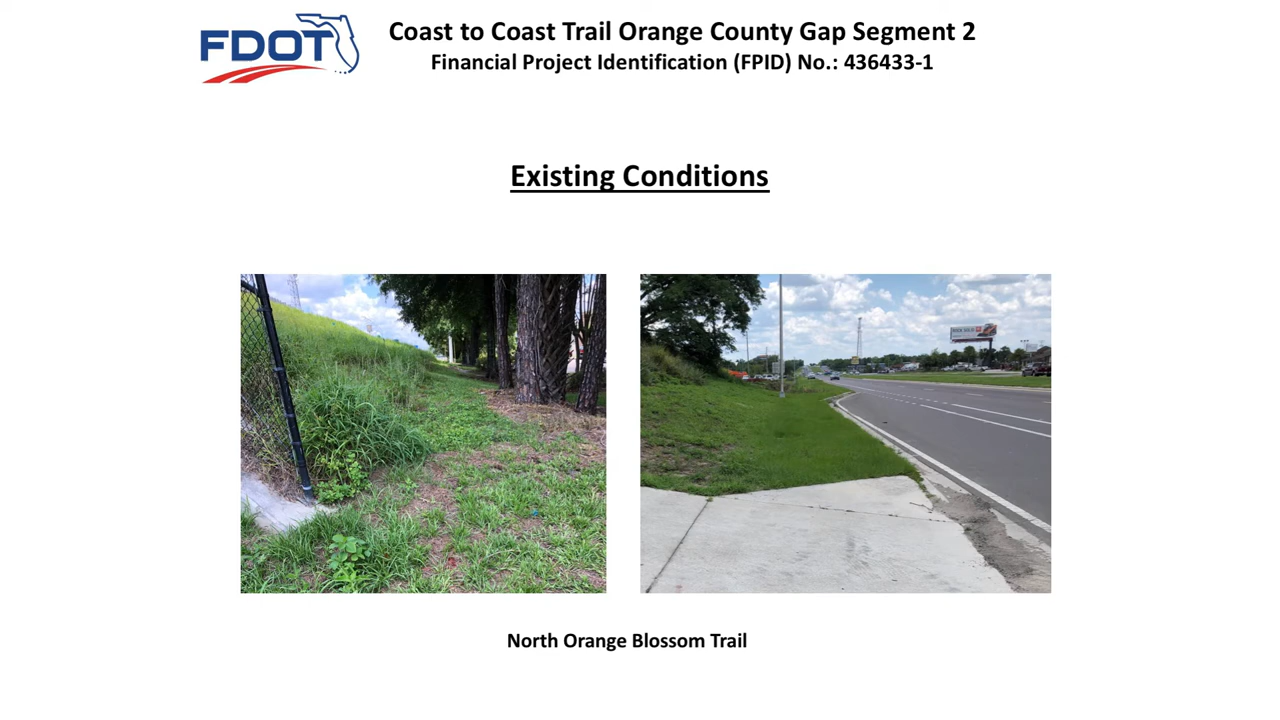 FDOT
Coast to Coast Trail Orange County Gap Segment 2
Financial Project Identification (FPID) No.: 436433-1
Existing Conditions
North Orange Blossom Trail